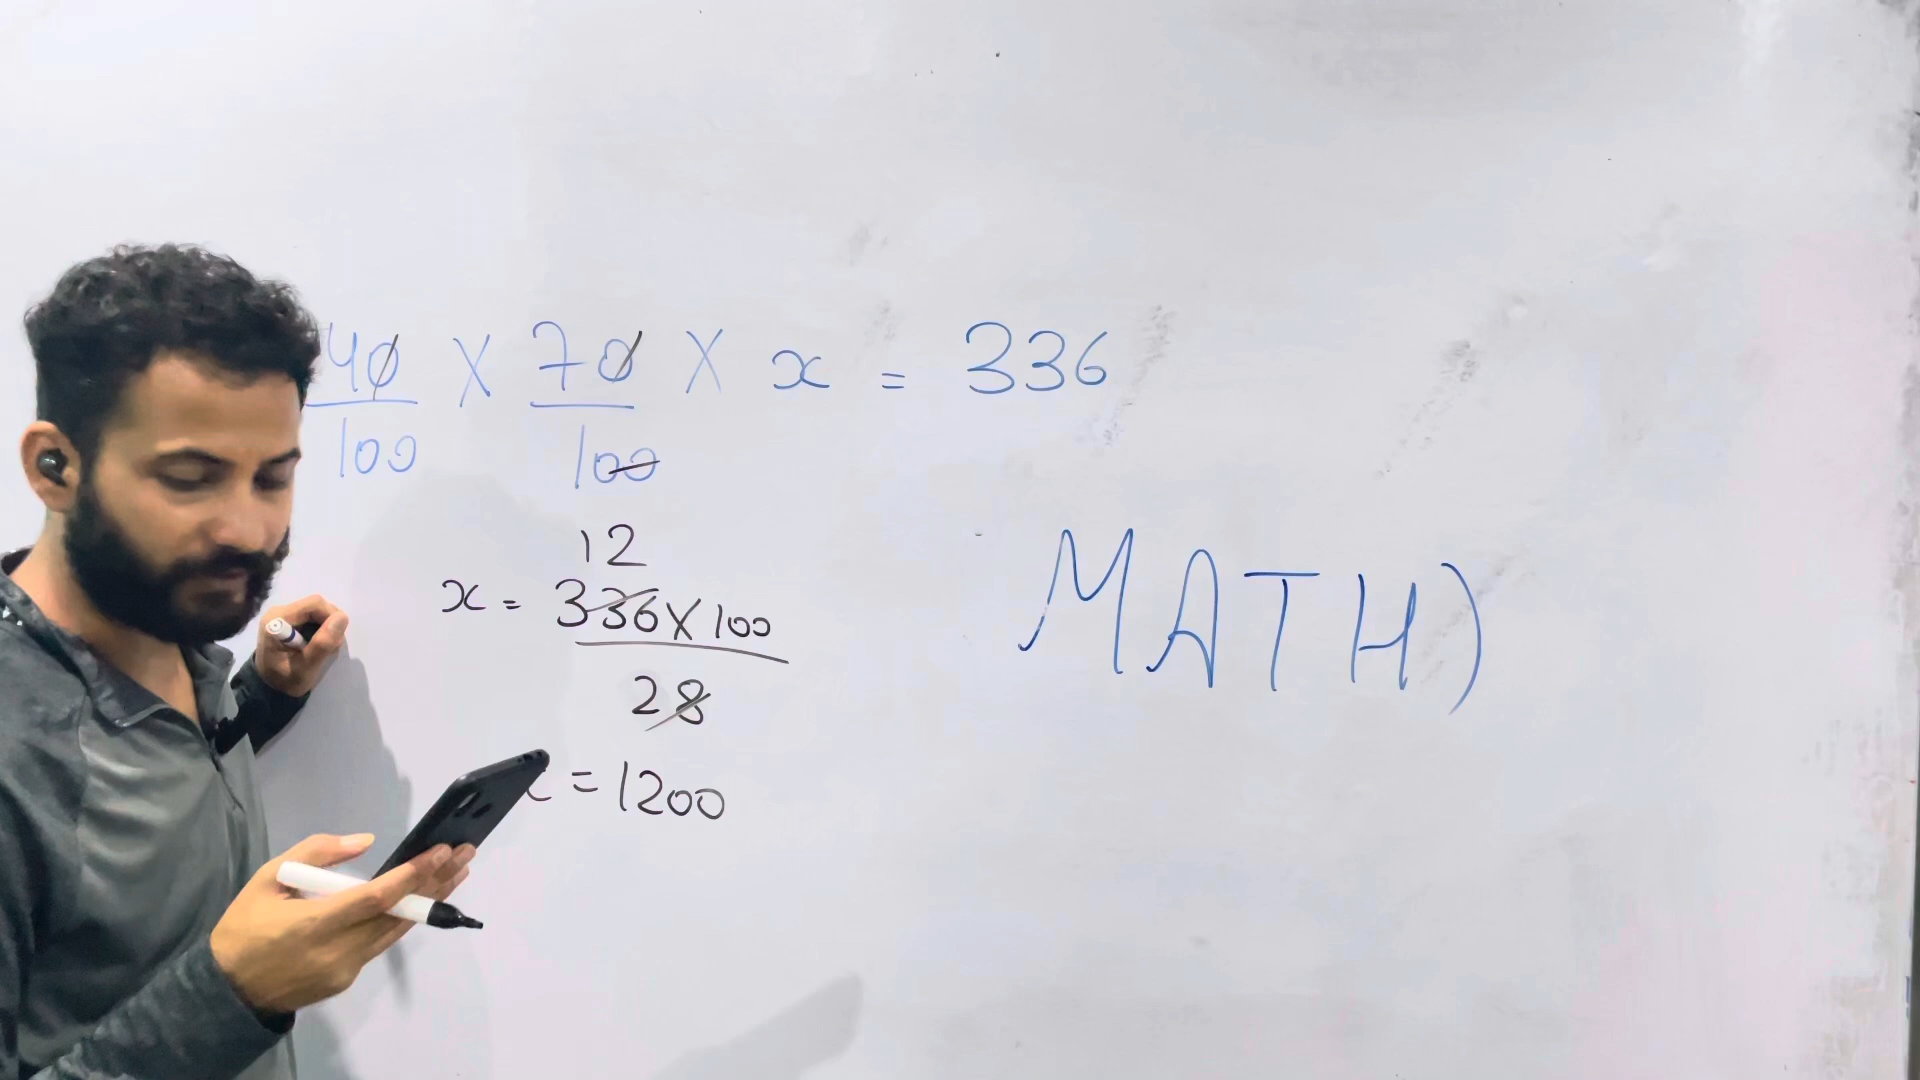 40 X 70 X x = 336
100 100
12
x = 336 X 100
28
x = 1200
MATH)